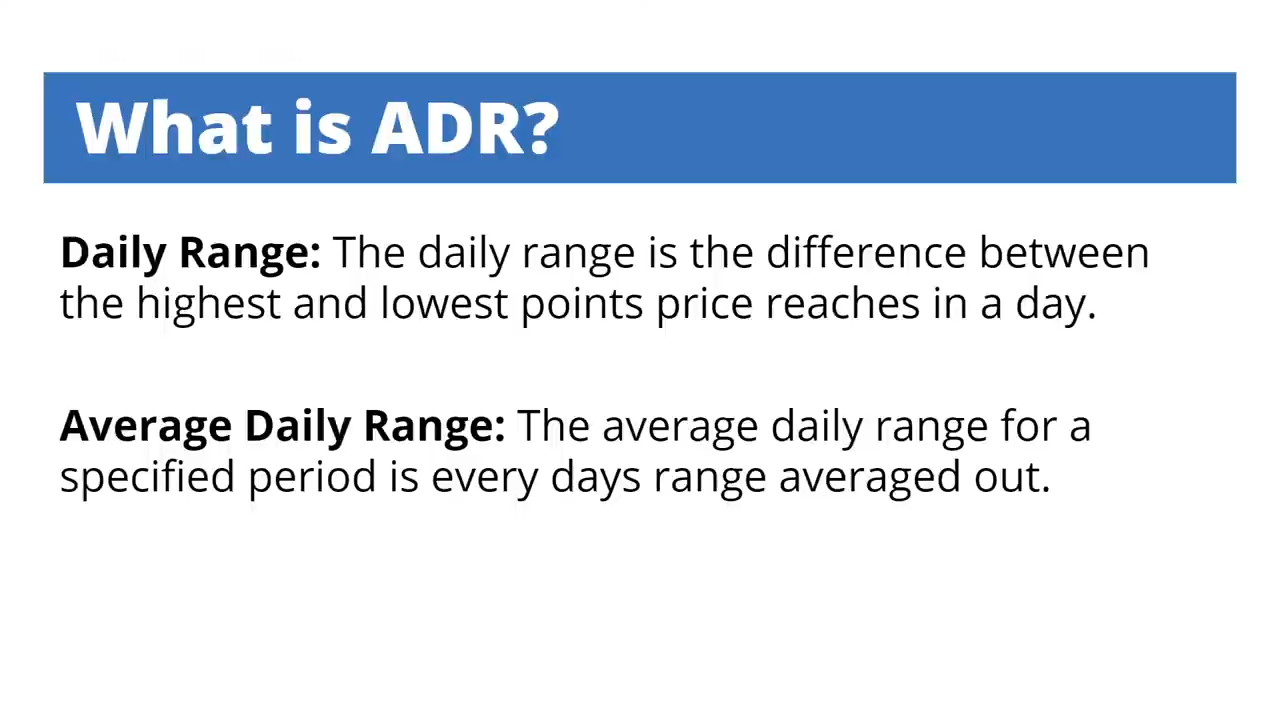 What is ADR?
Daily Range: The daily range is the difference between
the highest and lowest points price reaches in a day.
Average Daily Range: The average daily range for a
specified period is every days range averaged out.